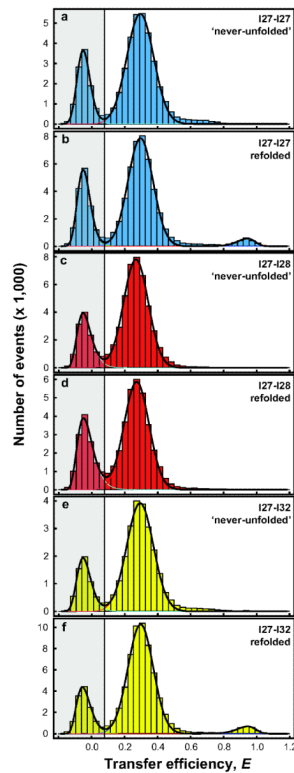 a
I27-I27
'never-unfolded'
5
4
3
2
1
0
b
I27-I27
refolded
8
6
4
2
0
c
I27-I28
'never-unfolded'
8
6
4
2
0
d
I27-I28
refolded
6
5
4
3
2
1
0
e
I27-I32
'never-unfolded'
4
3
2
1
0
f
I27-I32
refolded
10
8
6
4
2
0
Number of events (x 1,000)
0.0 0.2 0.4 0.6 0.8 1.0 1.2
Transfer efficiency, E